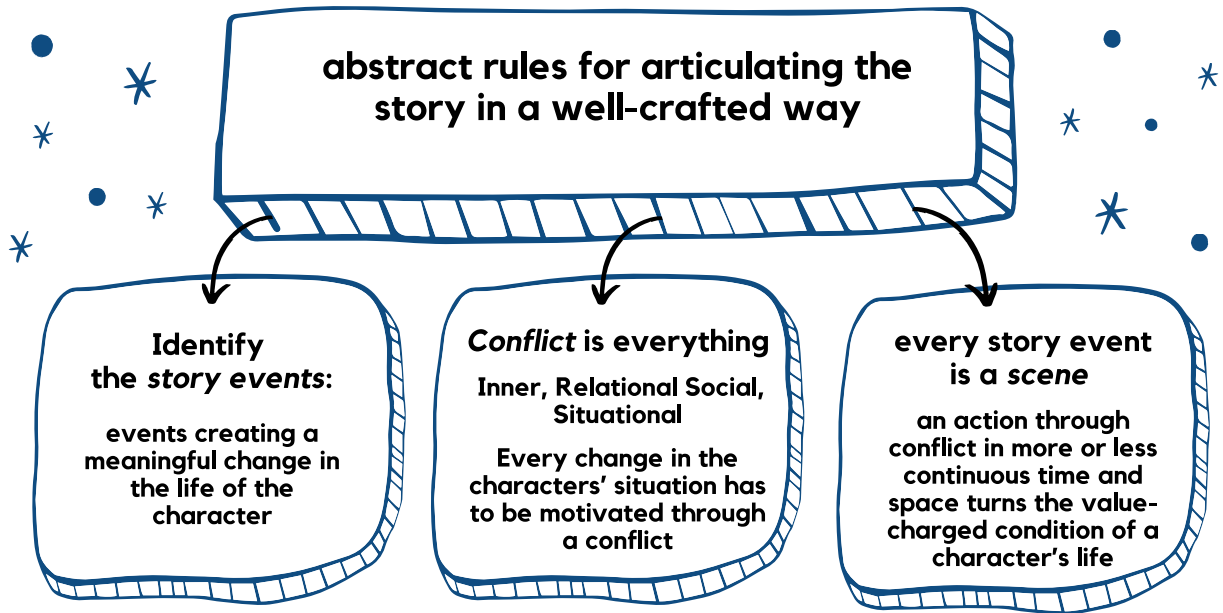 abstract rules for articulating the
story in a well-crafted way
Identify
the story events:
events creating a
meaningful change in
the life of the
character
Conflict is everything
Inner, Relational Social,
Situational
Every change in the
characters' situation has
to be motivated through
a conflict
every story event
is a scene
an action through
conflict in more or less
continuous time and
space turns the value-
charged condition of a
character's life